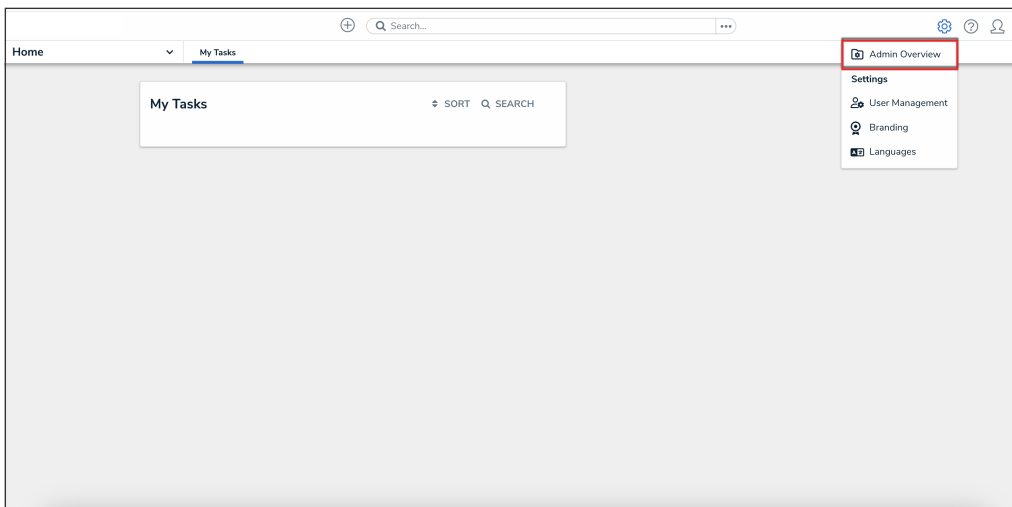 Search...
Home
My Tasks
Admin Overview
Settings
User Management
Branding
Languages
My Tasks
SORT SEARCH